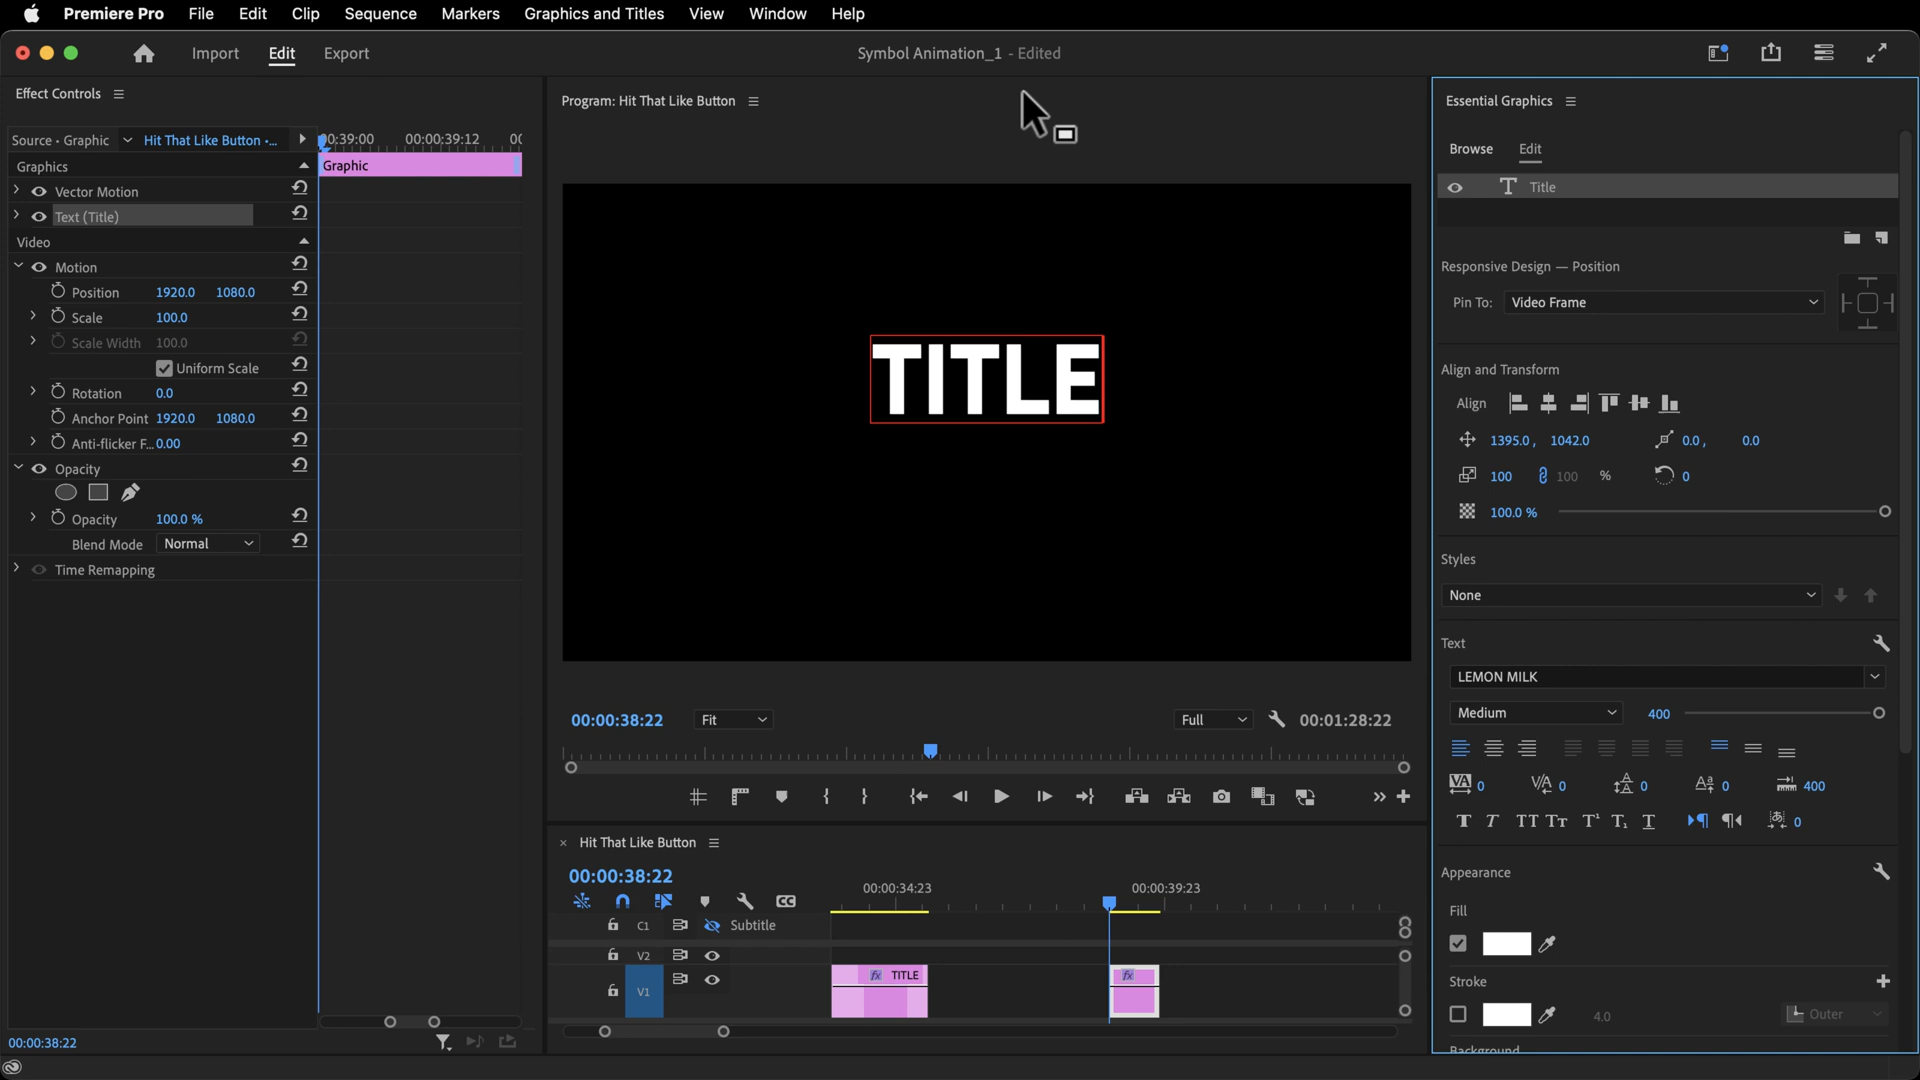 Premiere Pro File Edit Clip Sequence Markers Graphics and Titles View Window Help
Import Edit Export
Symbol Animation_1 - Edited
Effect Controls
Source • Graphic Hit That Like Button •...
00:39:00 00:00:39:12
Graphics
Graphic
Vector Motion
Text (Title)
Video
Motion
Position 1920.0 1080.0
Scale 100.0
Scale Width 100.0
Uniform Scale
Rotation 0.0
Anchor Point 1920.0 1080.0
Anti-flicker F... 0.00
Opacity
Opacity 100.0 %
Blend Mode Normal
Time Remapping
00:00:38:22
Program: Hit That Like Button
TITLE
00:00:38:22 Fit Full 00:01:28:22
Hit That Like Button
00:00:38:22
00:00:34:23 00:00:39:23
CC
C1 Subtitle
V2
V1
fx TITLE
fx
Essential Graphics
Browse Edit
Title
Responsive Design — Position
Pin To: Video Frame
Align and Transform
Align
1395.0 , 1042.0 0.0 , 0.0
100 100 % 0
100.0 %
Styles
None
Text
LEMON MILK
Medium 400
0 0 0 0 400
0
Appearance
Fill
Stroke
4.0 Outer
Background